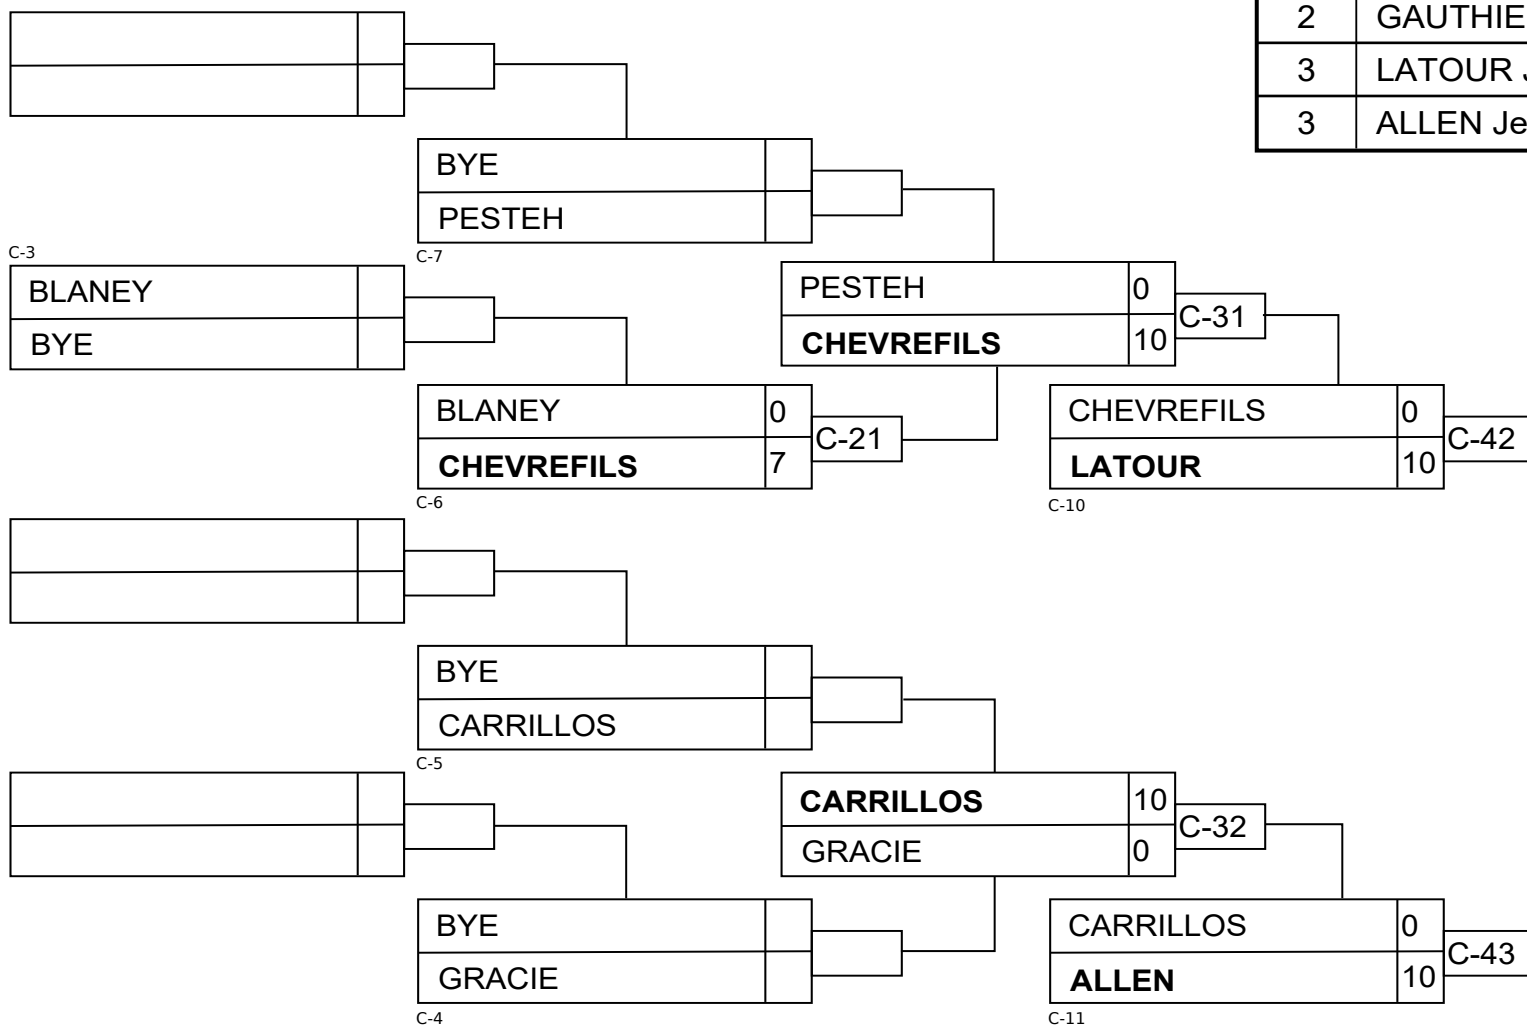 2 GAUTHIE
3 LATOUR J
3 ALLEN Je
BYE
PESTEH
C-7
C-3
BLANEY
BYE
PESTEH 0
CHEVREFILS 10
C-31
BLANEY 0
CHEVREFILS 7
C-21
C-6
CHEVREFILS 0
LATOUR 10
C-42
C-10
BYE
CARRILLOS
C-5
CARRILLOS 10
GRACIE 0
C-32
BYE
GRACIE
C-4
CARRILLOS 0
ALLEN 10
C-43
C-11